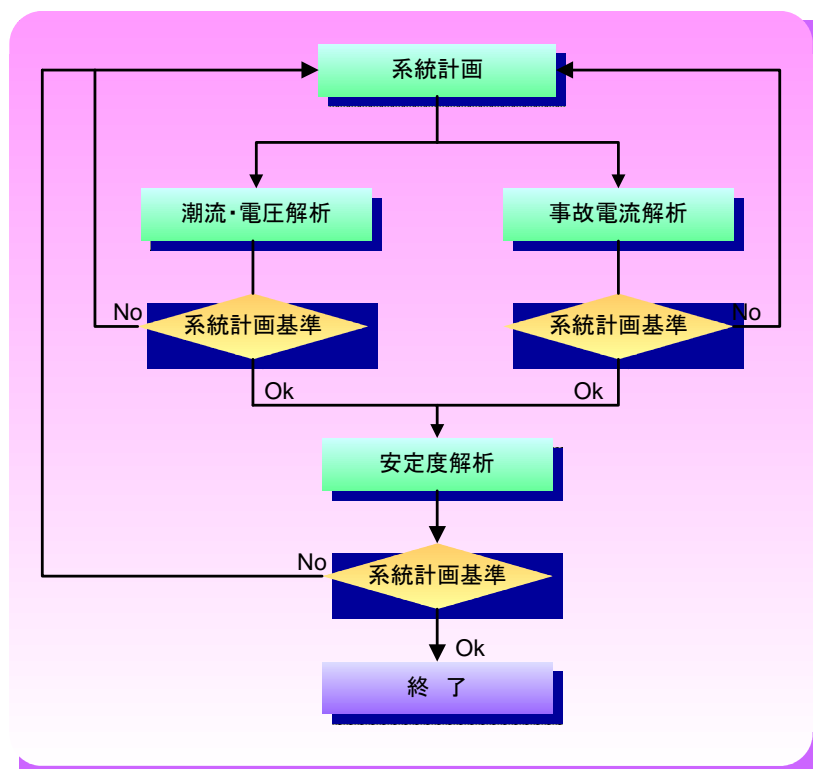 系統計画
潮流・電圧解析
事故電流解析
No
系統計画基準
系統計画基準
No
Ok
Ok
安定度解析
No
系統計画基準
Ok
終 了